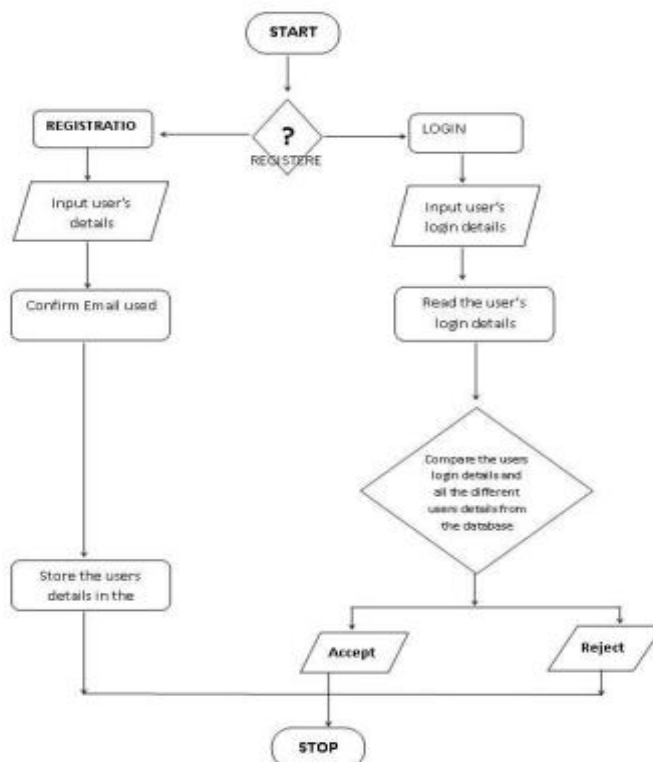 START
REGISTRATIO
?
REGISTERE
LOGIN
Input user's
details
Input user's
login details
Confirm Email used
Read the user's
login details
Compare the users
login details and
all the different
users details from
the database
Store the users
details in the
Accept
Reject
STOP